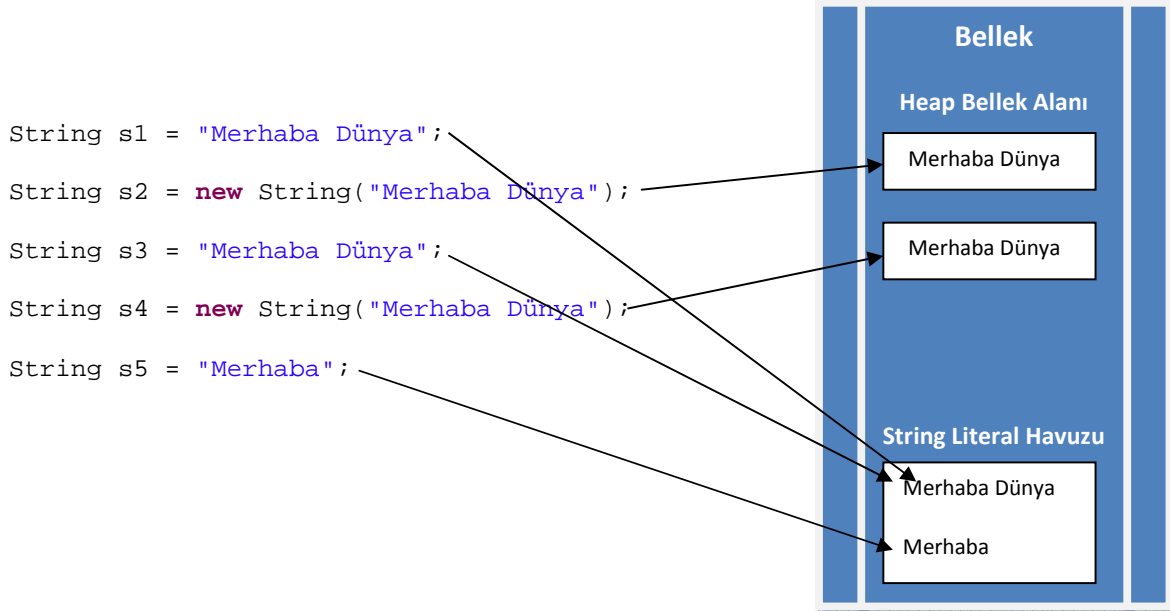 String s1 = "Merhaba Dünya";
String s2 = new String("Merhaba Dünya");
String s3 = "Merhaba Dünya";
String s4 = new String("Merhaba Dünya");
String s5 = "Merhaba";
Bellek
Heap Bellek Alanı
Merhaba Dünya
Merhaba Dünya
String Literal Havuzu
Merhaba Dünya
Merhaba